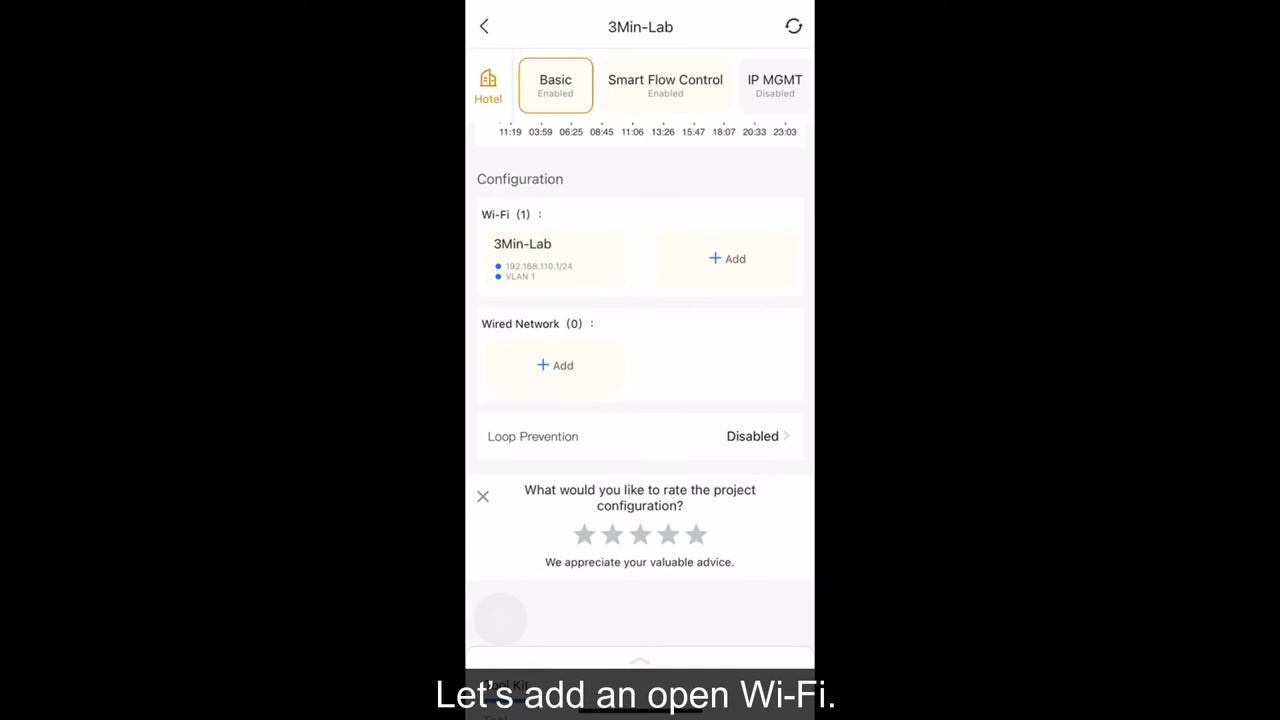 3Min-Lab
Hotel
Basic
Enabled
Smart Flow Control
Enabled
IP MGMT
Disabled
11:19 03:59 06:25 08:45 11:06 13:26 15:47 18:07 20:33 23:03
Configuration
Wi-Fi (1) :
3Min-Lab
192.168.110.1/24
VLAN 1
+ Add
Wired Network (0) :
+ Add
Loop Prevention
Disabled
What would you like to rate the project
configuration?
We appreciate your valuable advice.
Tool Kit
Let's add an open Wi-Fi.